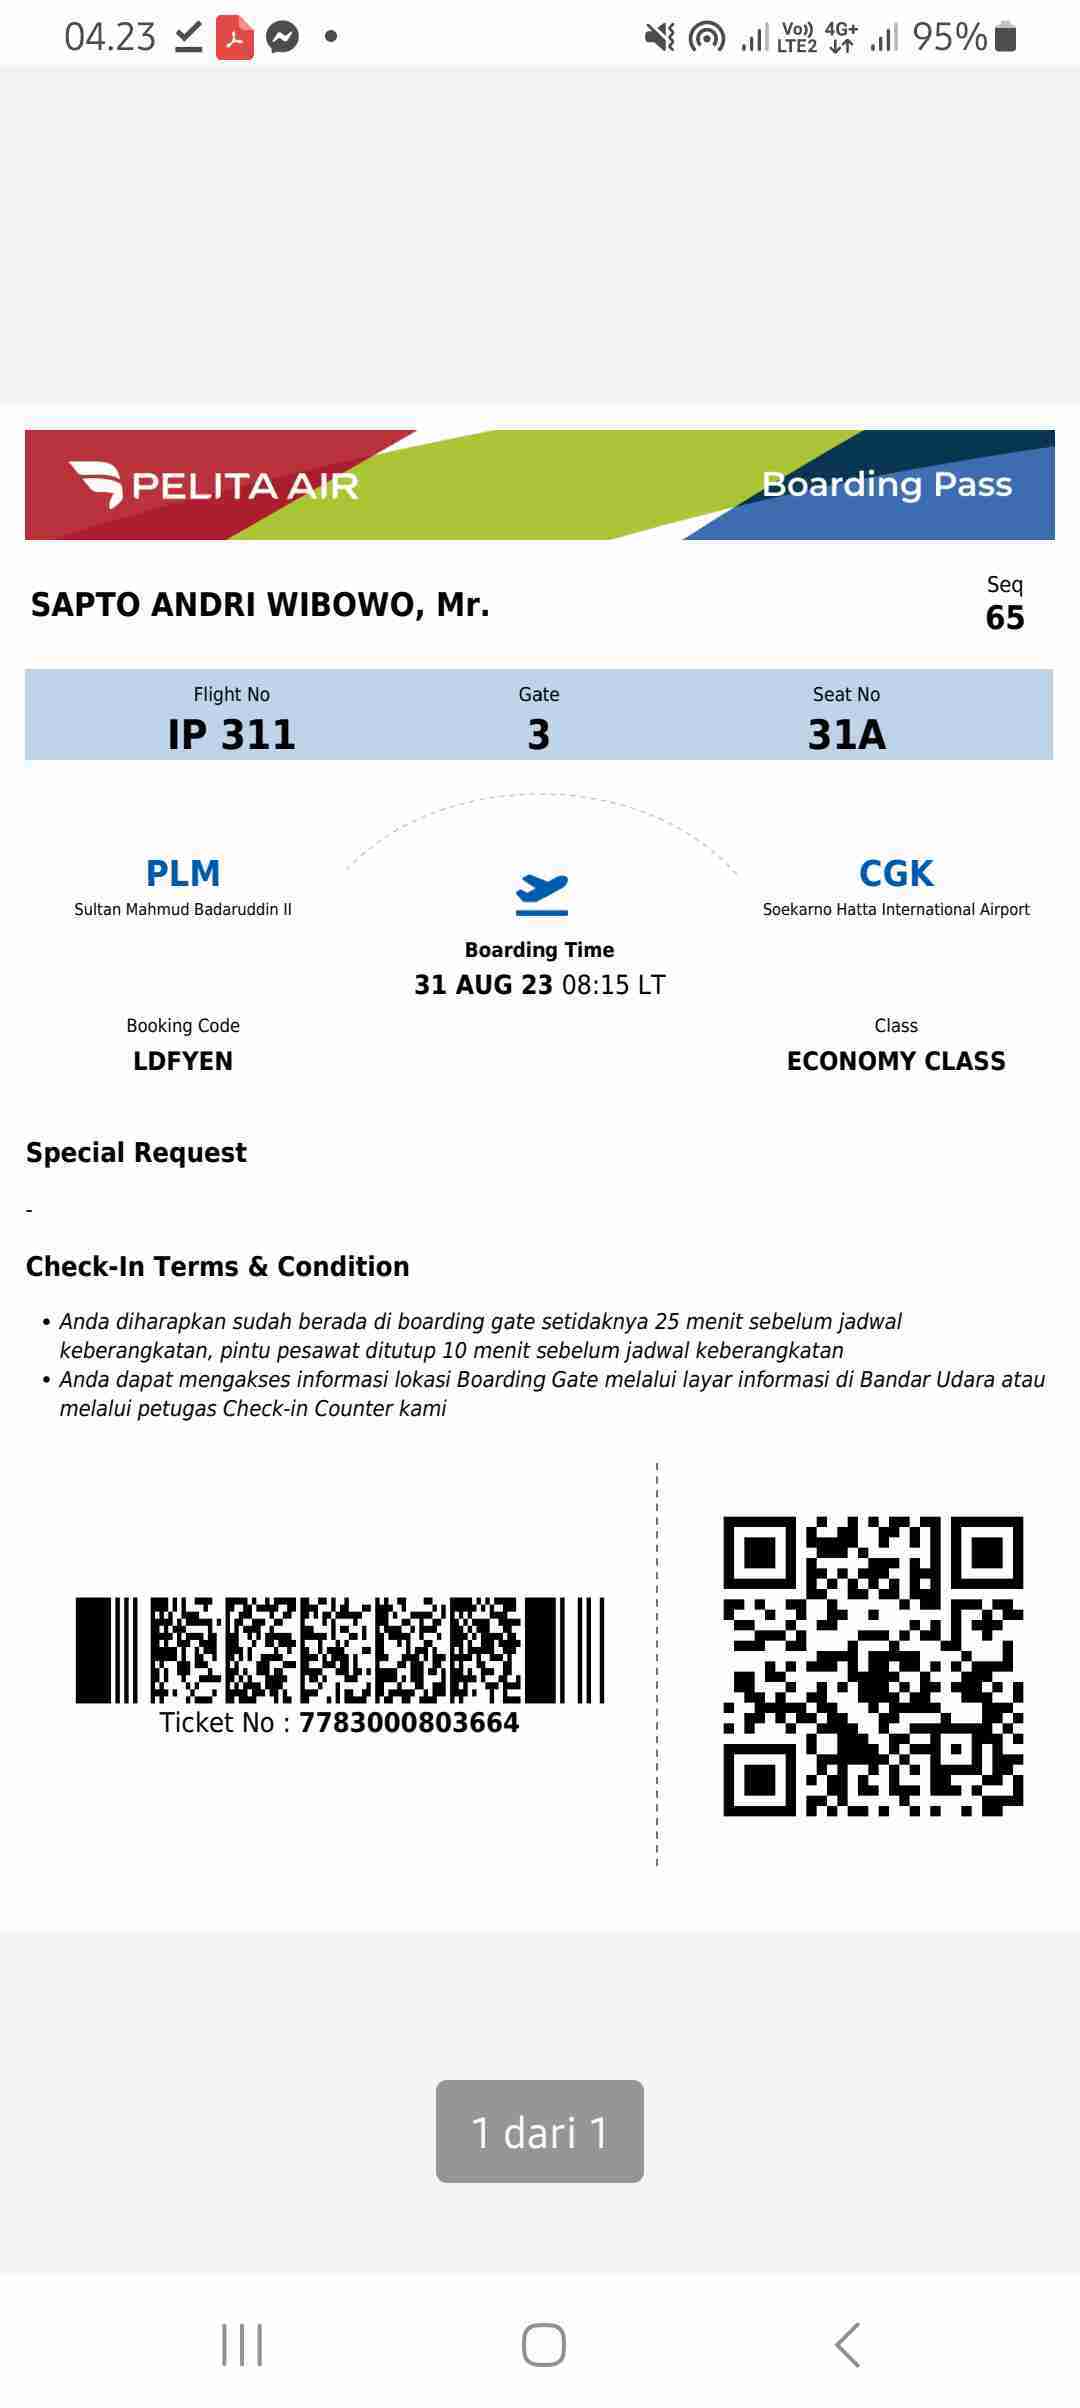 04.23
Vo)) LTE2 4G+ 95%
PELITA AIR
Boarding Pass
SAPTO ANDRI WIBOWO, Mr.
Seq
65
Flight No Gate Seat No
IP 311 3 31A
PLM CGK
Sultan Mahmud Badaruddin II Soekarno Hatta International Airport
Boarding Time
31 AUG 23 08:15 LT
Booking Code Class
LDFYEN ECONOMY CLASS
Special Request
-
Check-In Terms & Condition
• Anda diharapkan sudah berada di boarding gate setidaknya 25 menit sebelum jadwal
keberangkatan, pintu pesawat ditutup 10 menit sebelum jadwal keberangkatan
• Anda dapat mengakses informasi lokasi Boarding Gate melalui layar informasi di Bandar Udara atau
melalui petugas Check-in Counter kami
Ticket No : 7783000803664
1 dari 1